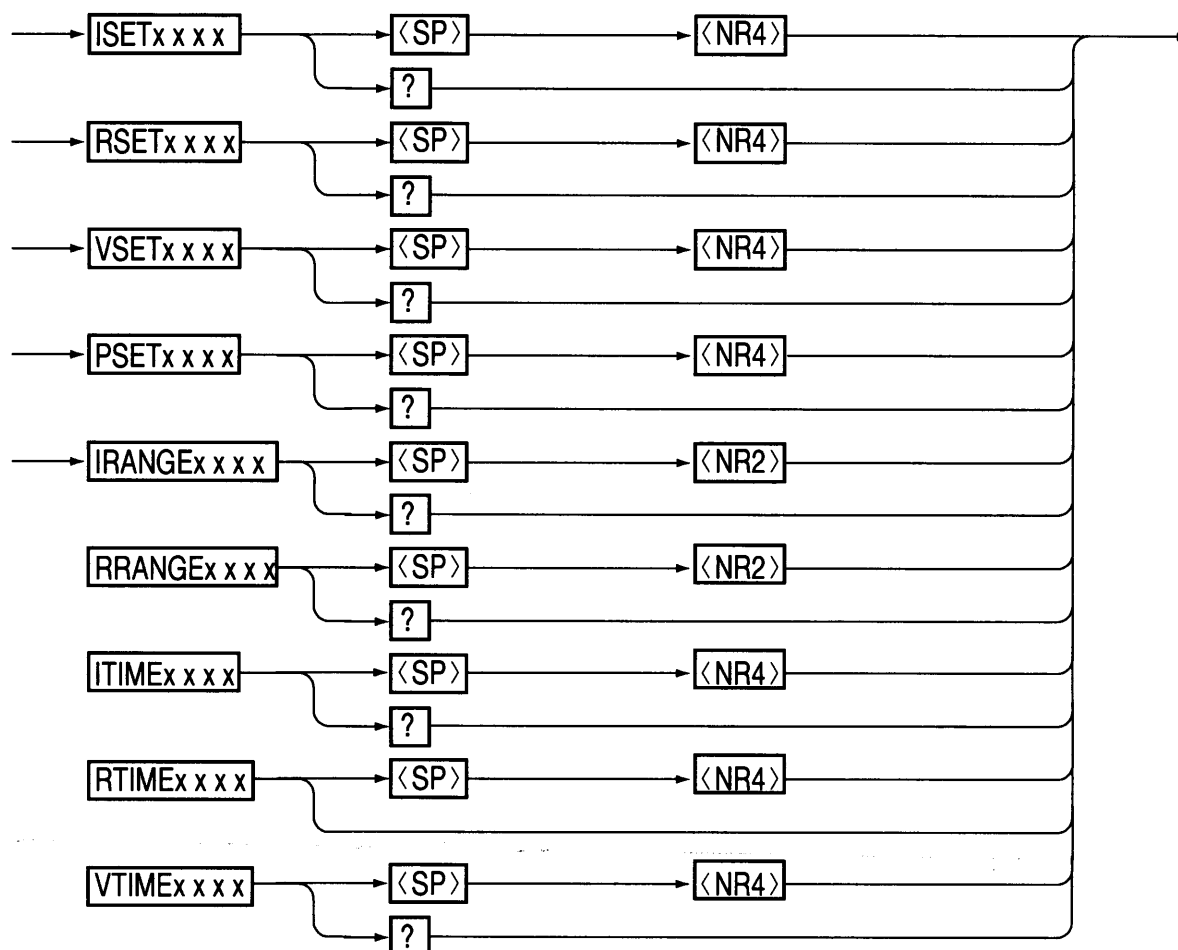 ISETx x x x 〈SP〉 〈NR4〉
?
RSETx x x x 〈SP〉 〈NR4〉
?
VSETx x x x 〈SP〉 〈NR4〉
?
PSETx x x x 〈SP〉 〈NR4〉
?
IRANGEx x x x 〈SP〉 〈NR2〉
?
RRANGEx x x x 〈SP〉 〈NR2〉
?
ITIMEx x x x 〈SP〉 〈NR4〉
?
RTIMEx x x x 〈SP〉 〈NR4〉
VTIMEx x x x 〈SP〉 〈NR4〉
?